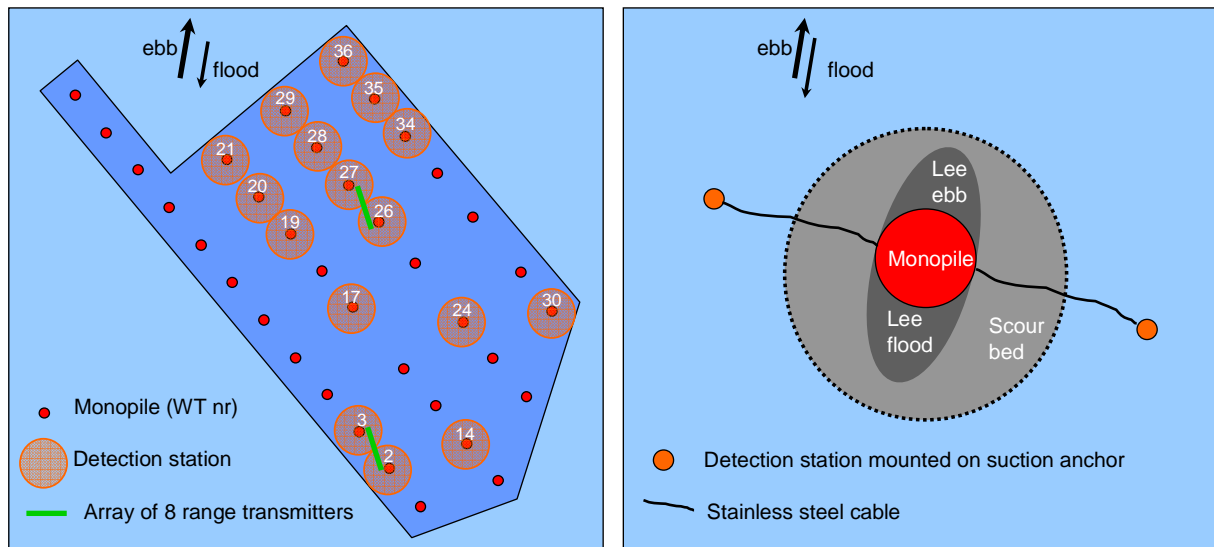 ebb
flood
36
35
29
34
28
21
27
20
26
19
17
24
30
3
14
2
Monopile (WT nr)
Detection station
Array of 8 range transmitters
ebb
flood
Lee
ebb
Monopile
Lee
flood
Scour
bed
Detection station mounted on suction anchor
Stainless steel cable